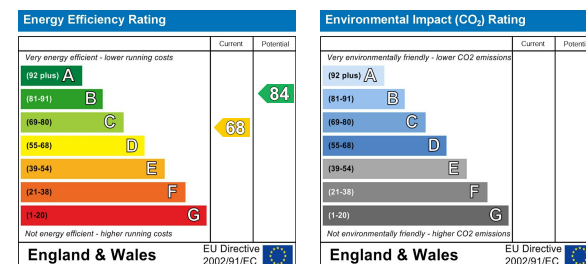 Energy Efficiency Rating
Current Potential
Very energy efficient - lower running costs
(92 plus) A
(81-91) B
(69-80) C
(55-68) D
(39-54) E
(21-38) F
(1-20) G
68
84
Not energy efficient - higher running costs
England & Wales
EU Directive
2002/91/EC
Environmental Impact (CO2) Rating
Current Potenti
Very environmentally friendly - lower CO2 emissions
(92 plus) A
(81-91) B
(69-80) C
(55-68) D
(39-54) E
(21-38) F
(1-20) G
Not environmentally friendly - higher CO2 emissions
England & Wales
EU Directive
2002/91/EC